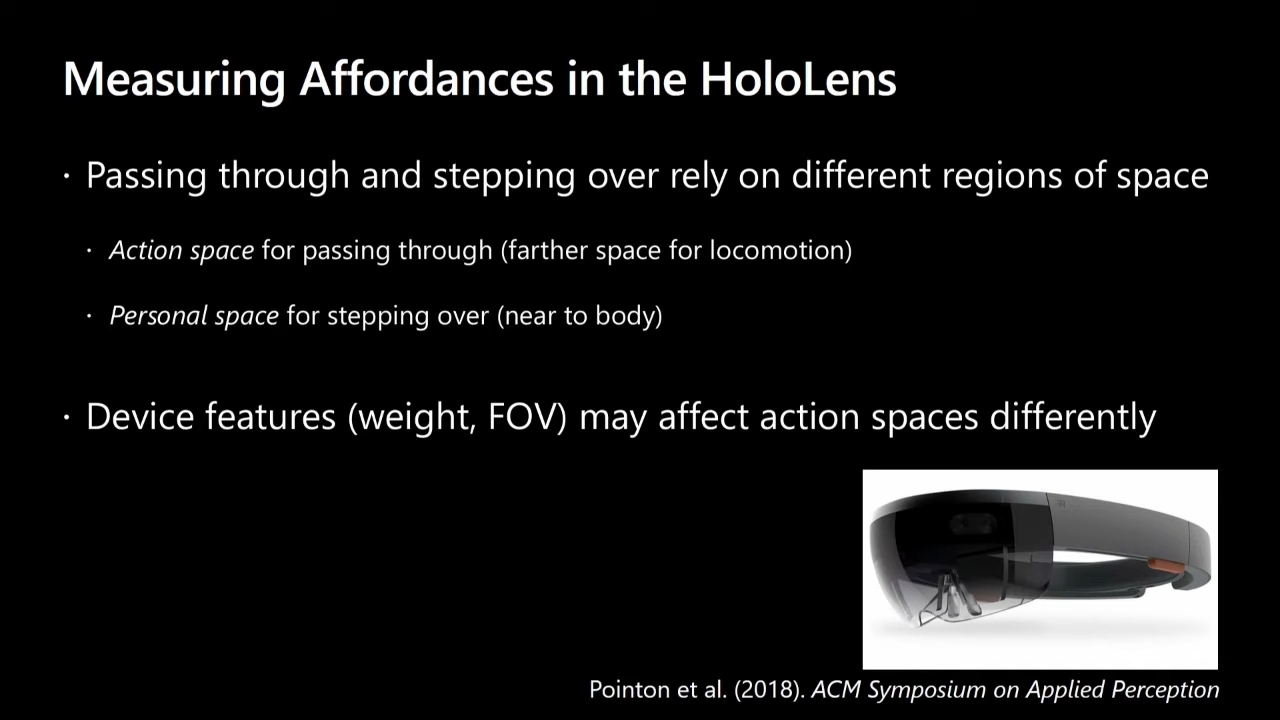 Measuring Affordances in the HoloLens
· Passing through and stepping over rely on different regions of space
· Action space for passing through (farther space for locomotion)
· Personal space for stepping over (near to body)
· Device features (weight, FOV) may affect action spaces differently
Pointon et al. (2018). ACM Symposium on Applied Perception